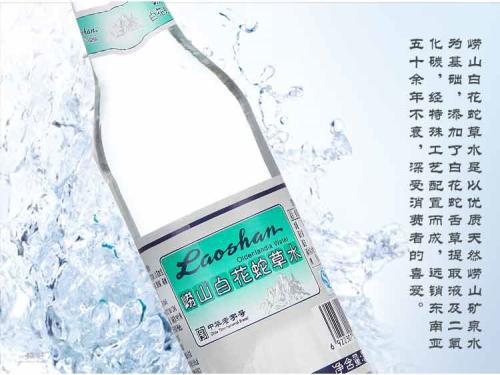 崂山白花蛇草水是以优质天然崂山矿泉水
为基础，添加了白花蛇舌草提取液及二氧
化碳，经特殊工艺配置而成，远销东南亚
五十余年不衰，深受消费者的喜爱。
Laoshan
Oldenlandia Water
崂山白花蛇草水
中华老字号
净含量